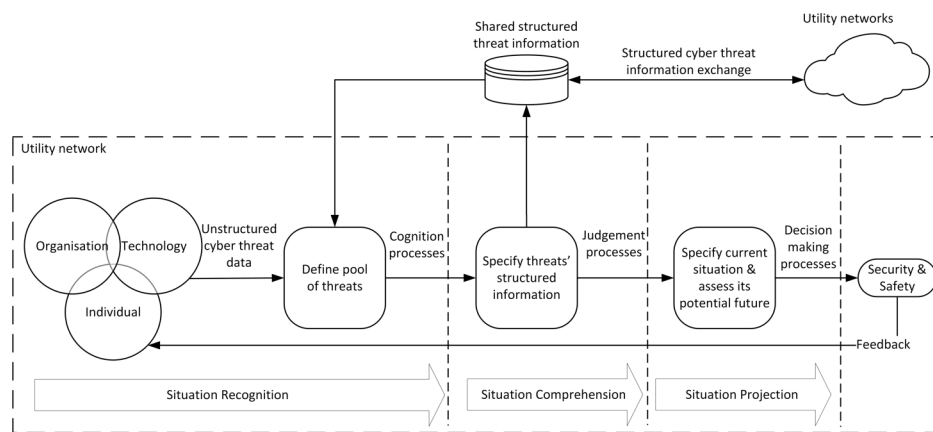 Utility networks
Shared structured
threat information
Structured cyber threat
information exchange
Utility network
Organisation
Technology
Individual
Unstructured
cyber threat
data
Define pool
of threats
Cognition
processes
Specify threats’
structured
information
Judgement
processes
Specify current
situation &
assess its
potential future
Decision
making
processes
Security &
Safety
Feedback
Situation Recognition
Situation Comprehension
Situation Projection